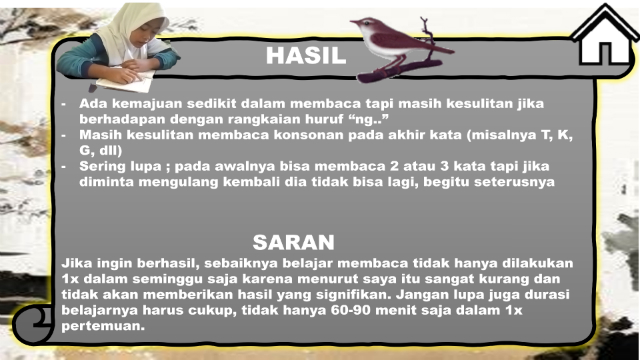 HASIL
- Ada kemajuan sedikit dalam membaca tapi masih kesulitan jika
berhadapan dengan rangkaian huruf “ng..”
- Masih kesulitan membaca konsonan pada akhir kata (misalnya T, K,
G, dll)
- Sering lupa ; pada awalnya bisa membaca 2 atau 3 kata tapi jika
diminta mengulang kembali dia tidak bisa lagi, begitu seterusnya
SARAN
Jika ingin berhasil, sebaiknya belajar membaca tidak hanya dilakukan
1x dalam seminggu saja karena menurut saya itu sangat kurang dan
tidak akan memberikan hasil yang signifikan. Jangan lupa juga durasi
belajarnya harus cukup, tidak hanya 60-90 menit saja dalam 1x
pertemuan.